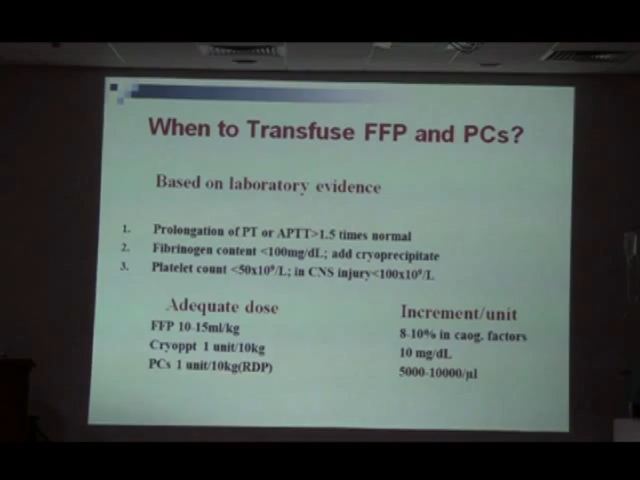 When to Transfuse FFP and PCs?
Based on laboratory evidence
1. Prolongation of PT or APTT>1.5 times normal
2. Fibrinogen content <100mg/dL; add cryoprecipitate
3. Platelet count <50x10⁹/L; in CNS injury<100x10⁹/L
Adequate dose Increment/unit
FFP 10-15ml/kg 8-10% in caog. factors
Cryoppt 1 unit/10kg 10 mg/dL
PCs 1 unit/10kg(RDP) 5000-10000/µl